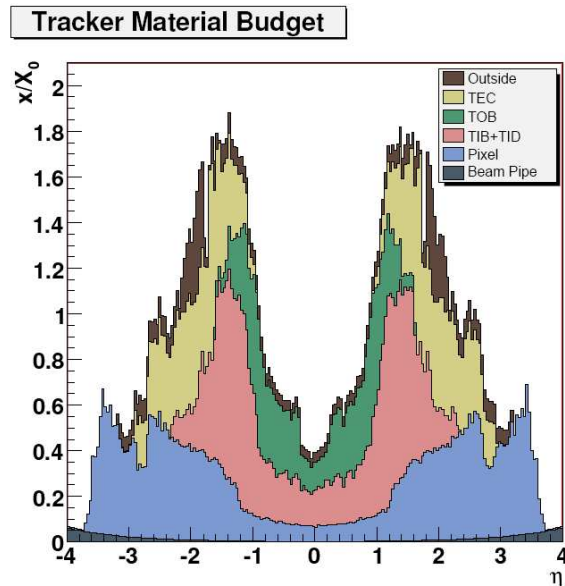 Tracker Material Budget
x/X0
2
1.8
1.6
1.4
1.2
1
0.8
0.6
0.4
0.2
0
Outside
TEC
TOB
TIB+TID
Pixel
Beam Pipe
-4 -3 -2 -1 0 1 2 3 4
η